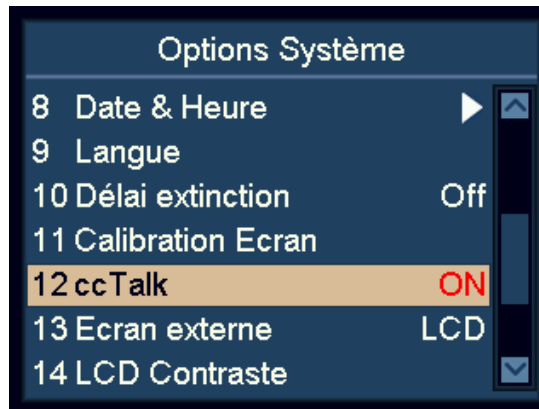 Options Système
8 Date & Heure
9 Langue
10 Délai extinction Off
11 Calibration Ecran
12 ccTalk ON
13 Ecran externe LCD
14 LCD Contraste